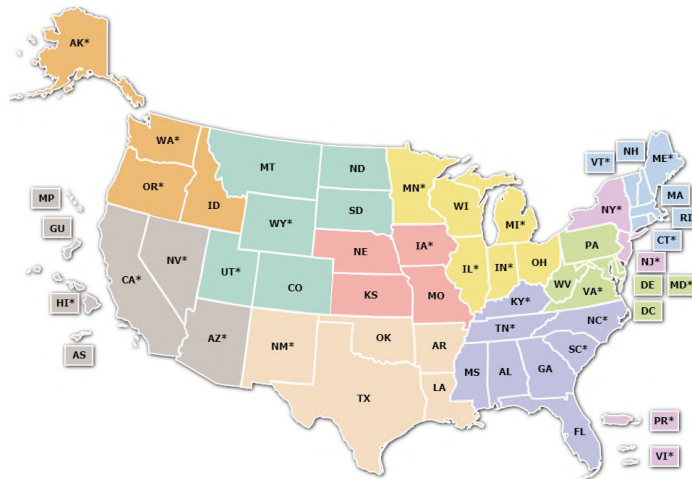 AK*
WA*
MT
ND
MN*
VT*
NH
ME*
OR*
ID
WY*
SD
WI
MI*
NY*
MA
RI
CT*
MP
GU
NV*
UT*
CO
NE
IA*
IL*
IN*
OH
PA
NJ*
CA*
KS
MO
WV
VA*
DE
MD*
DC
HI*
AS
AZ*
NM*
OK
AR
KY*
TN*
NC*
SC*
TX
LA
MS
AL
GA
FL
PR*
VI*